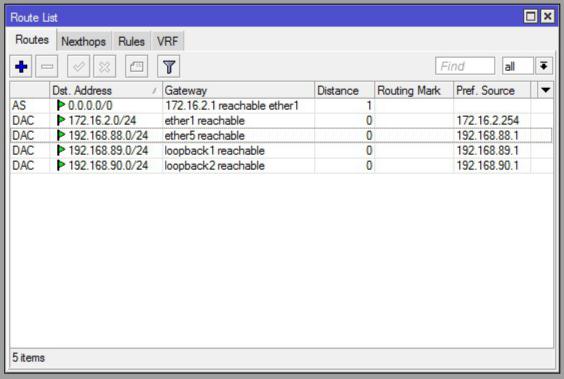 Route List
Routes Nexthops Rules VRF
Find all
Dst. Address / Gateway Distance Routing Mark Pref. Source
AS 0.0.0.0/0 172.16.2.1 reachable ether1 1
DAC 172.16.2.0/24 ether1 reachable 0 172.16.2.254
DAC 192.168.88.0/24 ether5 reachable 0 192.168.88.1
DAC 192.168.89.0/24 loopback1 reachable 0 192.168.89.1
DAC 192.168.90.0/24 loopback2 reachable 0 192.168.90.1
5 items